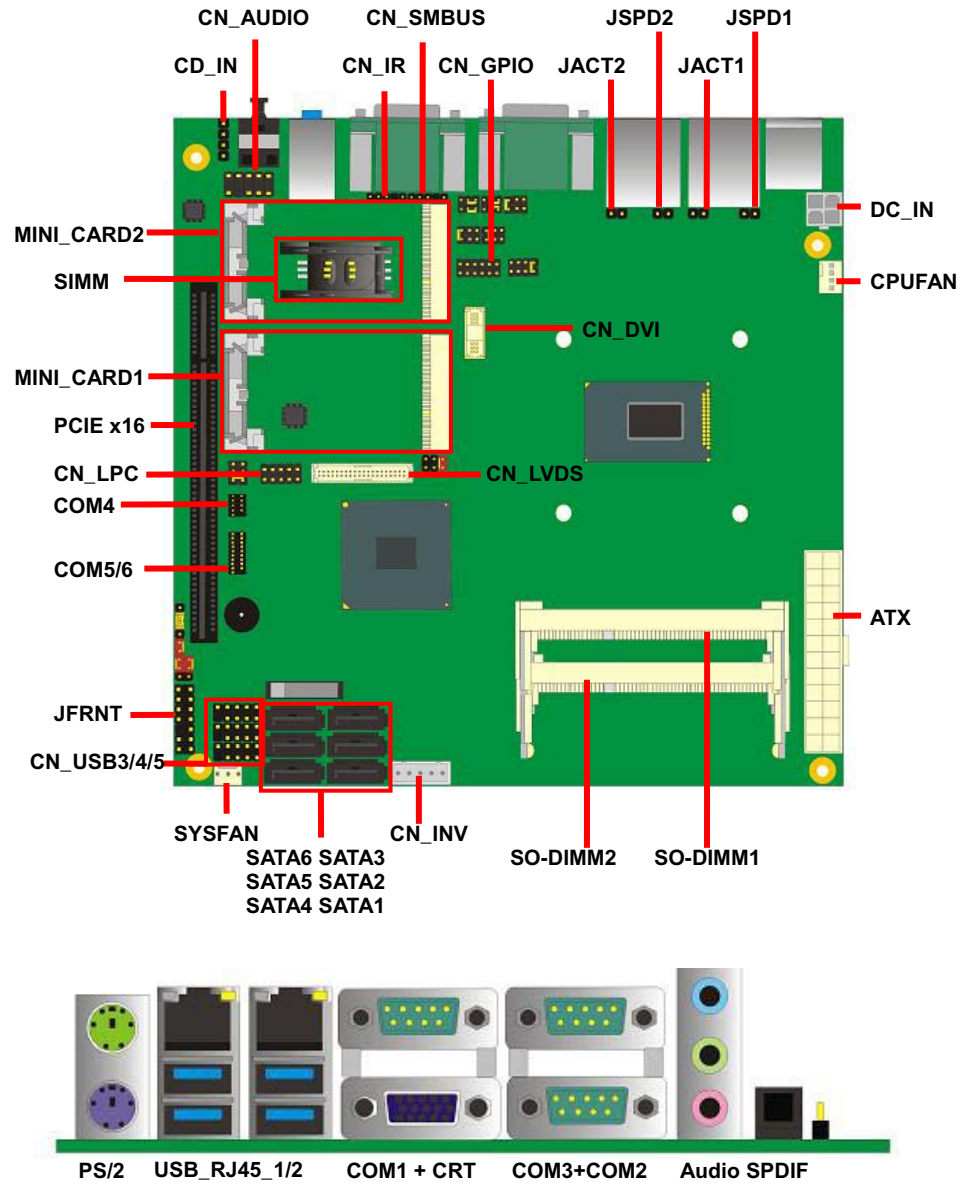 CN_AUDIO CN_SMBUS JSPD2 JSPD1
CD_IN CN_IR CN_GPIO JACT2 JACT1
DC_IN
MINI_CARD2
SIMM CPUFAN
CN_DVI
MINI_CARD1
PCIE x16
CN_LPC CN_LVDS
COM4
COM5/6
ATX
JFRNT
CN_USB3/4/5
SYSFAN CN_INV
SATA6 SATA3 SO-DIMM2 SO-DIMM1
SATA5 SATA2
SATA4 SATA1
PS/2 USB_RJ45_1/2 COM1 + CRT COM3+COM2 Audio SPDIF